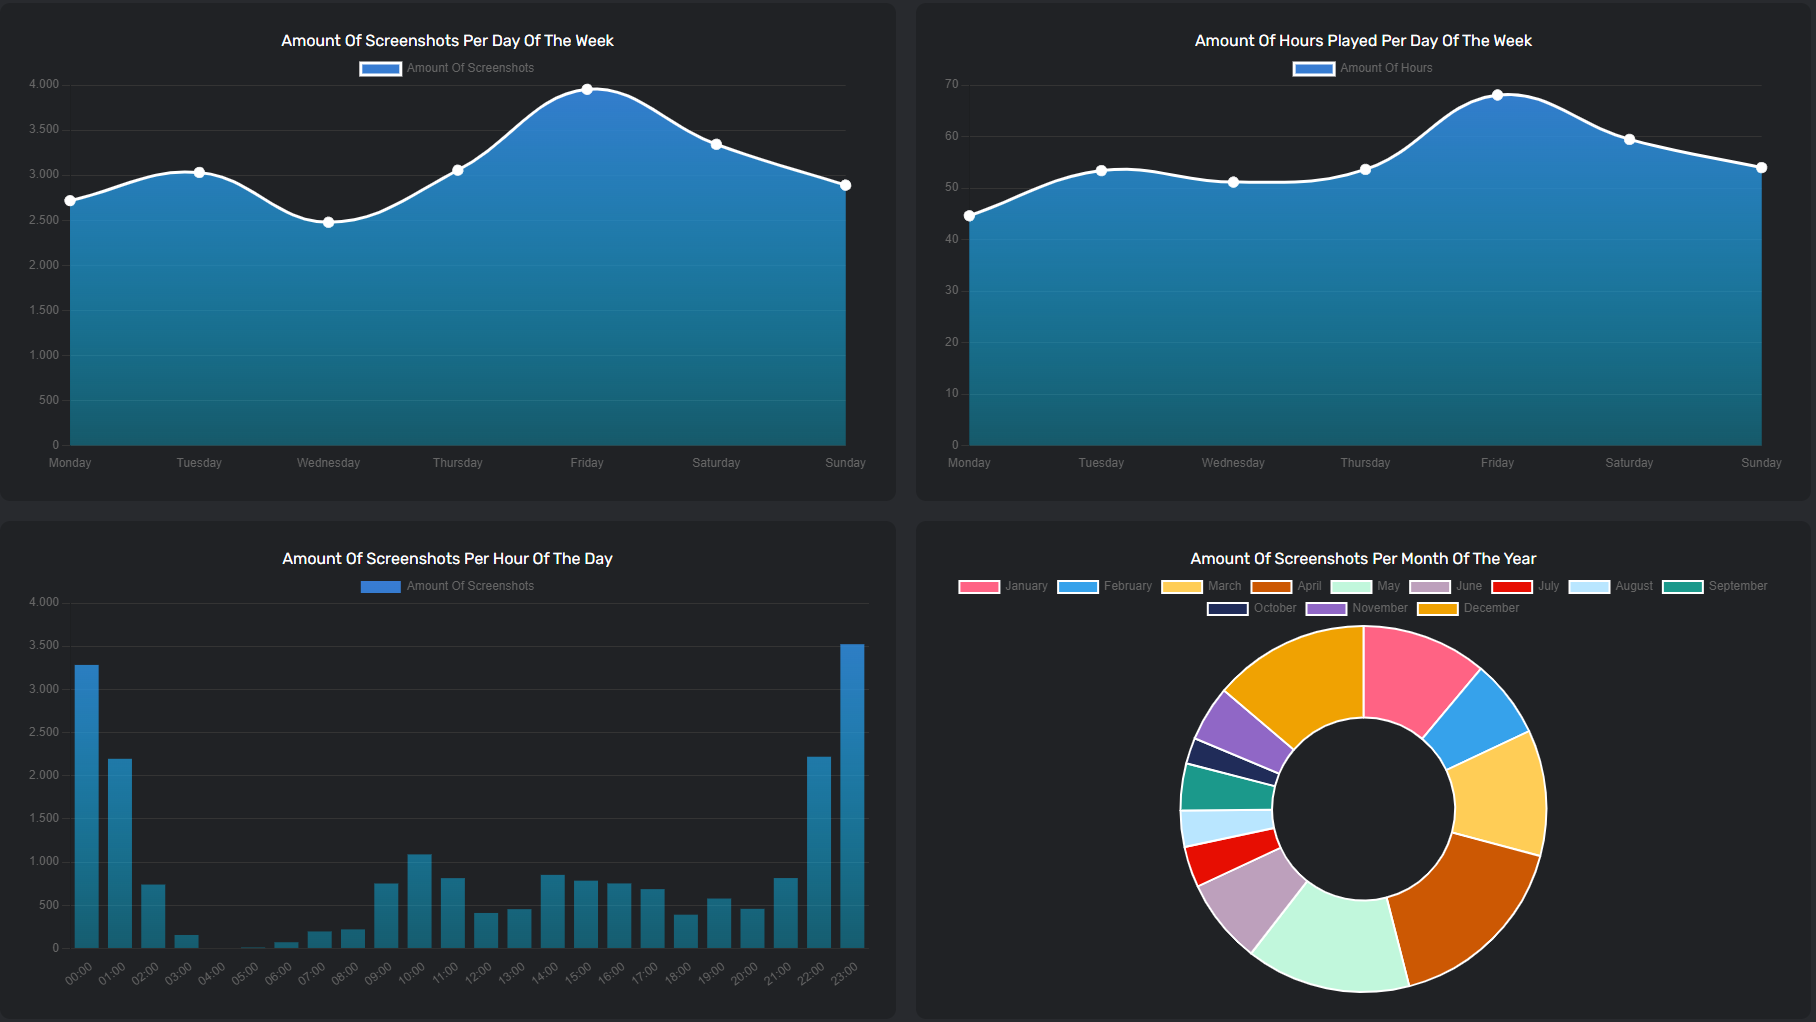 Amount Of Screenshots Per Day Of The Week
Amount Of Screenshots
4.000
3.500
3.000
2.500
2.000
1.500
1.000
500
0
Monday Tuesday Wednesday Thursday Friday Saturday Sunday
Amount Of Hours Played Per Day Of The Week
Amount Of Hours
70
60
50
40
30
20
10
0
Monday Tuesday Wednesday Thursday Friday Saturday Sunday
Amount Of Screenshots Per Hour Of The Day
Amount Of Screenshots
4.000
3.500
3.000
2.500
2.000
1.500
1.000
500
0
00:00 01:00 02:00 03:00 04:00 05:00 06:00 07:00 08:00 09:00 10:00 11:00 12:00 13:00 14:00 15:00 16:00 17:00 18:00 19:00 20:00 21:00 22:00 23:00
Amount Of Screenshots Per Month Of The Year
January February March April May June July August September
October November December